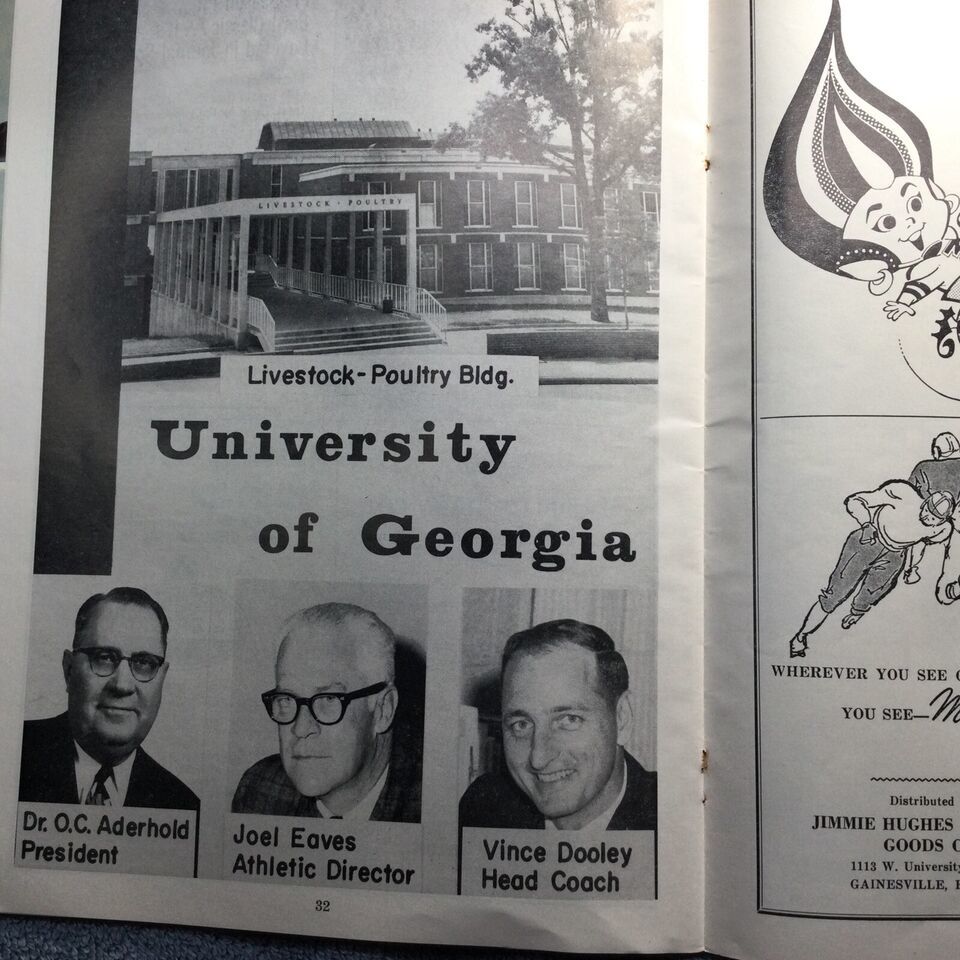 LIVESTOCK • POULTRY
Livestock-Poultry Bldg.
University
of Georgia
Dr. O.C. Aderhold
President
Joel Eaves
Athletic Director
Vince Dooley
Head Coach
32
WHEREVER YOU SEE
YOU SEE—
Distributed
JIMMIE HUGHES
GOODS
1113 W. University
GAINESVILLE,